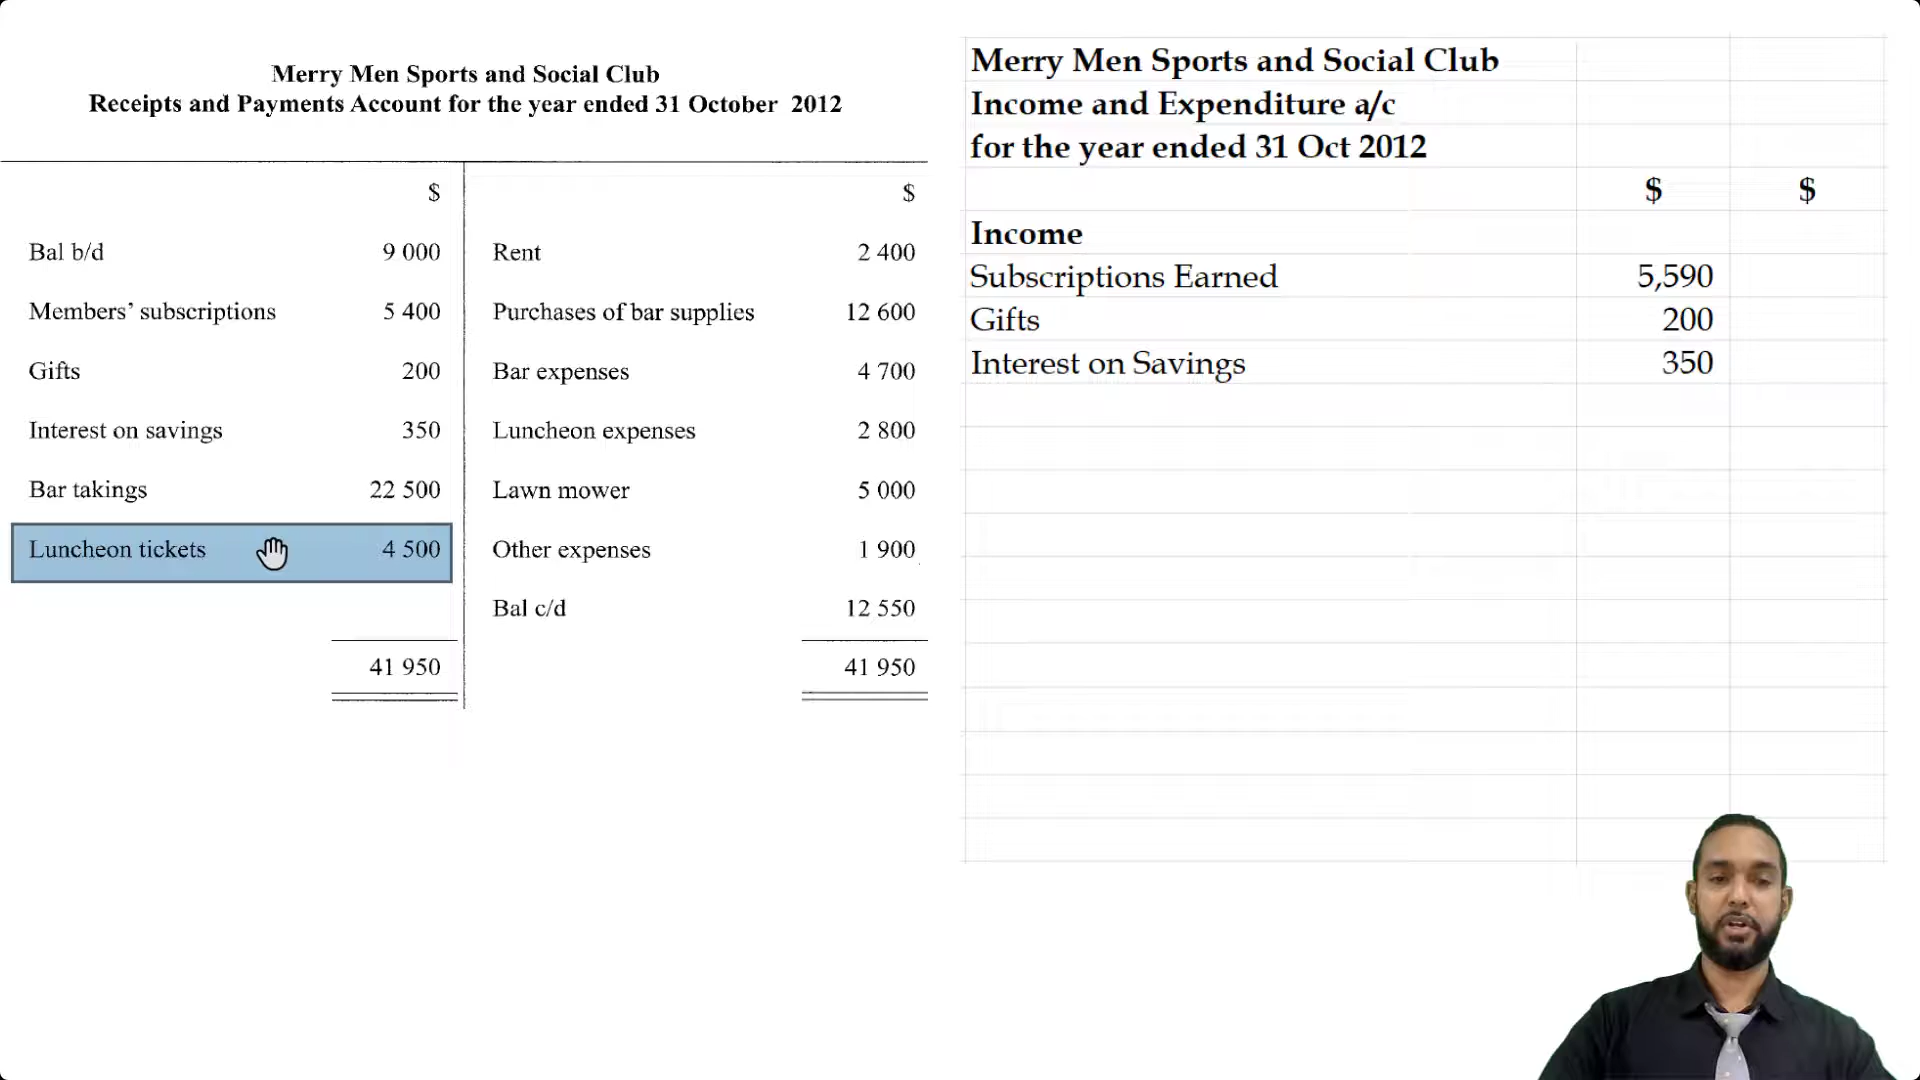 Merry Men Sports and Social Club
Receipts and Payments Account for the year ended 31 October 2012
$ $
Bal b/d 9 000 Rent 2 400
Members' subscriptions 5 400 Purchases of bar supplies 12 600
Gifts 200 Bar expenses 4 700
Interest on savings 350 Luncheon expenses 2 800
Bar takings 22 500 Lawn mower 5 000
Luncheon tickets 4 500 Other expenses 1 900
Bal c/d 12 550
41 950 41 950
Merry Men Sports and Social Club
Income and Expenditure a/c
for the year ended 31 Oct 2012
$ $
Income
Subscriptions Earned 5,590
Gifts 200
Interest on Savings 350